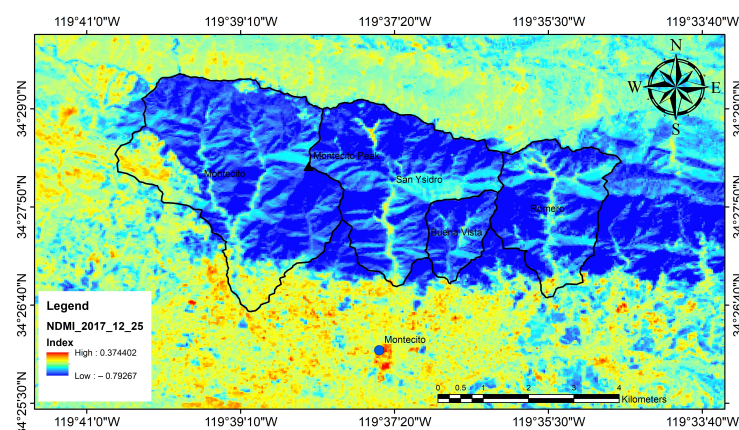 119°41'0"W 119°39'10"W 119°37'20"W 119°35'30"W 119°33'40"W
N
W E
S
34°29'0"N 34°29'0"N
Montecito Peak
Montecito
San Ysidro
34°27'50"N 34°27'50"N
Romero
Buena Vista
34°26'40"N 34°26'40"N
Legend
NDMI_2017_12_25
Index
High : 0.374402
Low : – 0.79267
Montecito
0 0.5 1 2 3 4
Kilometers
34°25'30"N 34°25'30"N
119°41'0"W 119°39'10"W 119°37'20"W 119°35'30"W 119°33'40"W